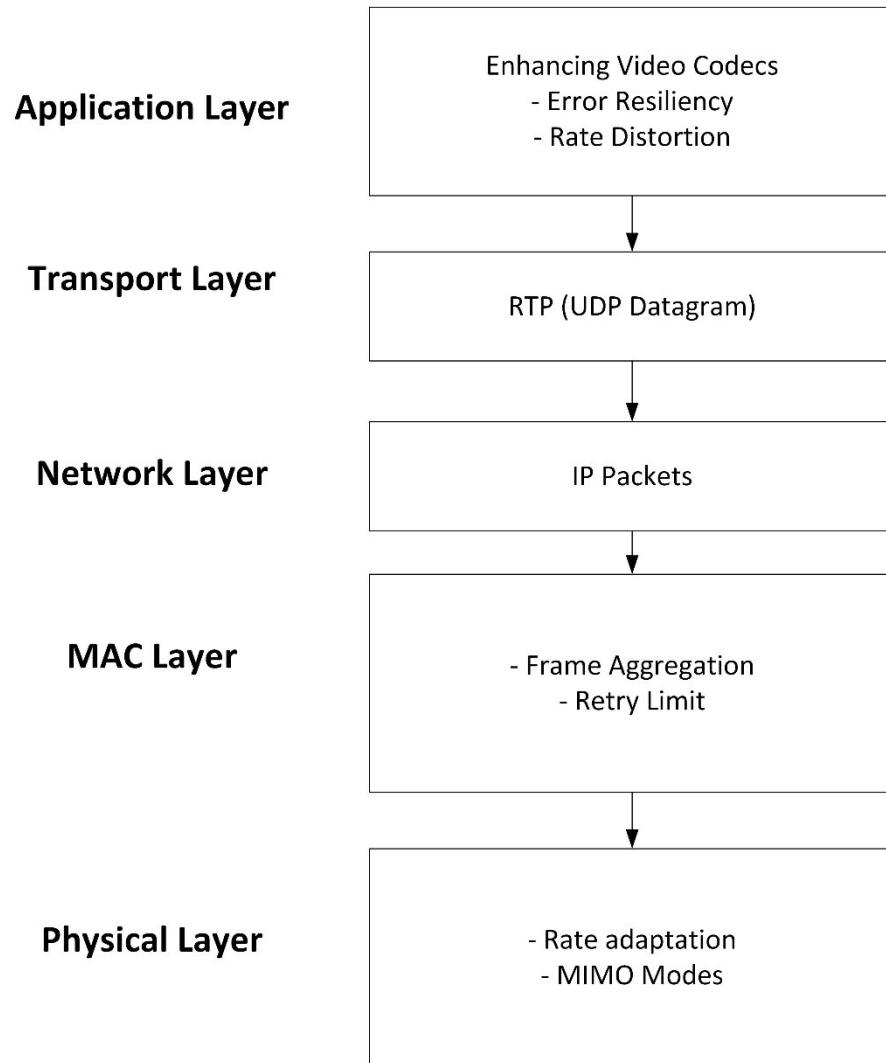 Application Layer
Enhancing Video Codecs
- Error Resiliency
- Rate Distortion
Transport Layer
RTP (UDP Datagram)
Network Layer
IP Packets
MAC Layer
- Frame Aggregation
- Retry Limit
Physical Layer
- Rate adaptation
- MIMO Modes